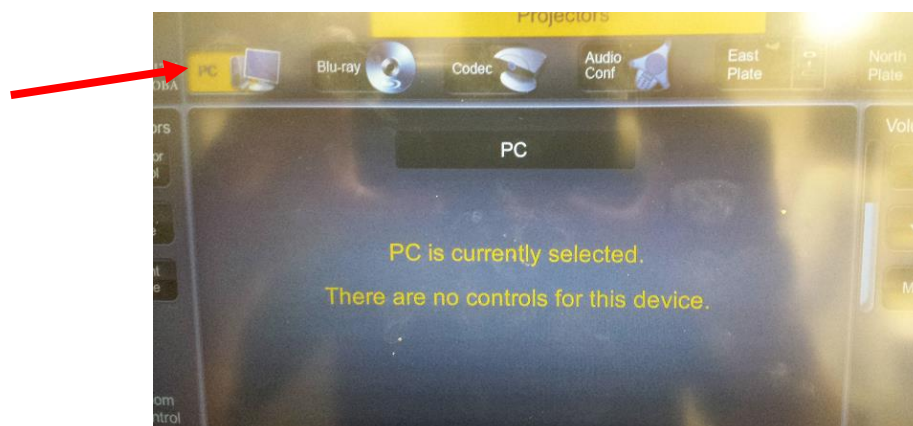 Projectors
PC
Blu-ray
Codec
Audio
Conf
East
Plate
North
Plate
PC
PC is currently selected.
There are no controls for this device.